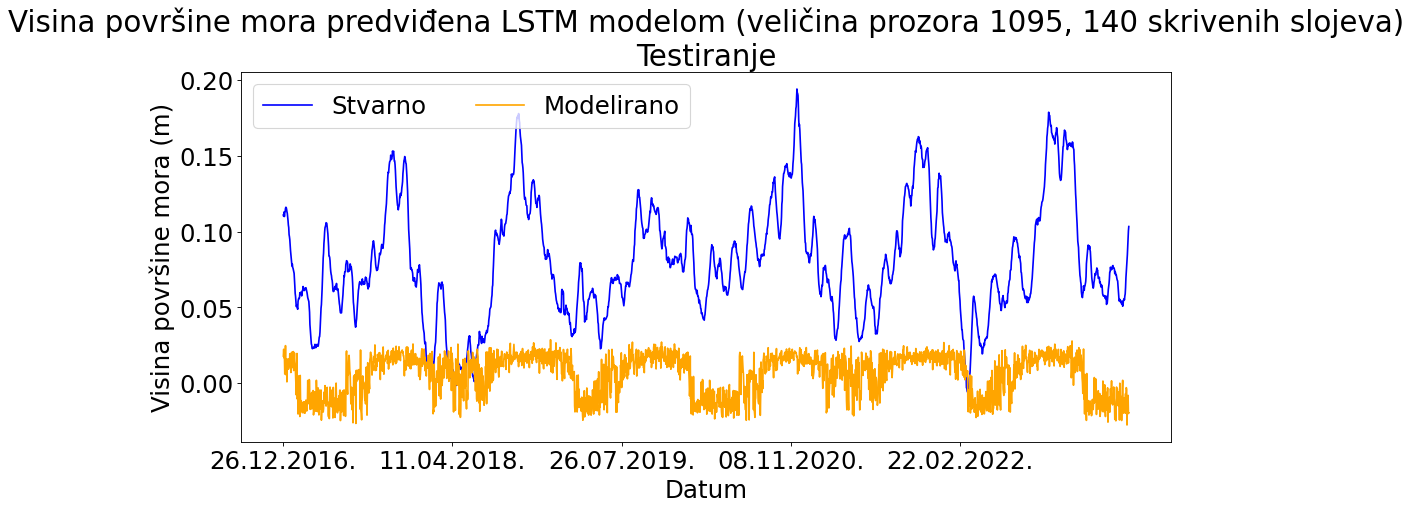 Visina površine mora predviđena LSTM modelom (veličina prozora 1095, 140 skrivenih slojeva)
Testiranje
Stvarno Modelirano
Visina površine mora (m)
0.20
0.15
0.10
0.05
0.00
26.12.2016. 11.04.2018. 26.07.2019. 08.11.2020. 22.02.2022.
Datum